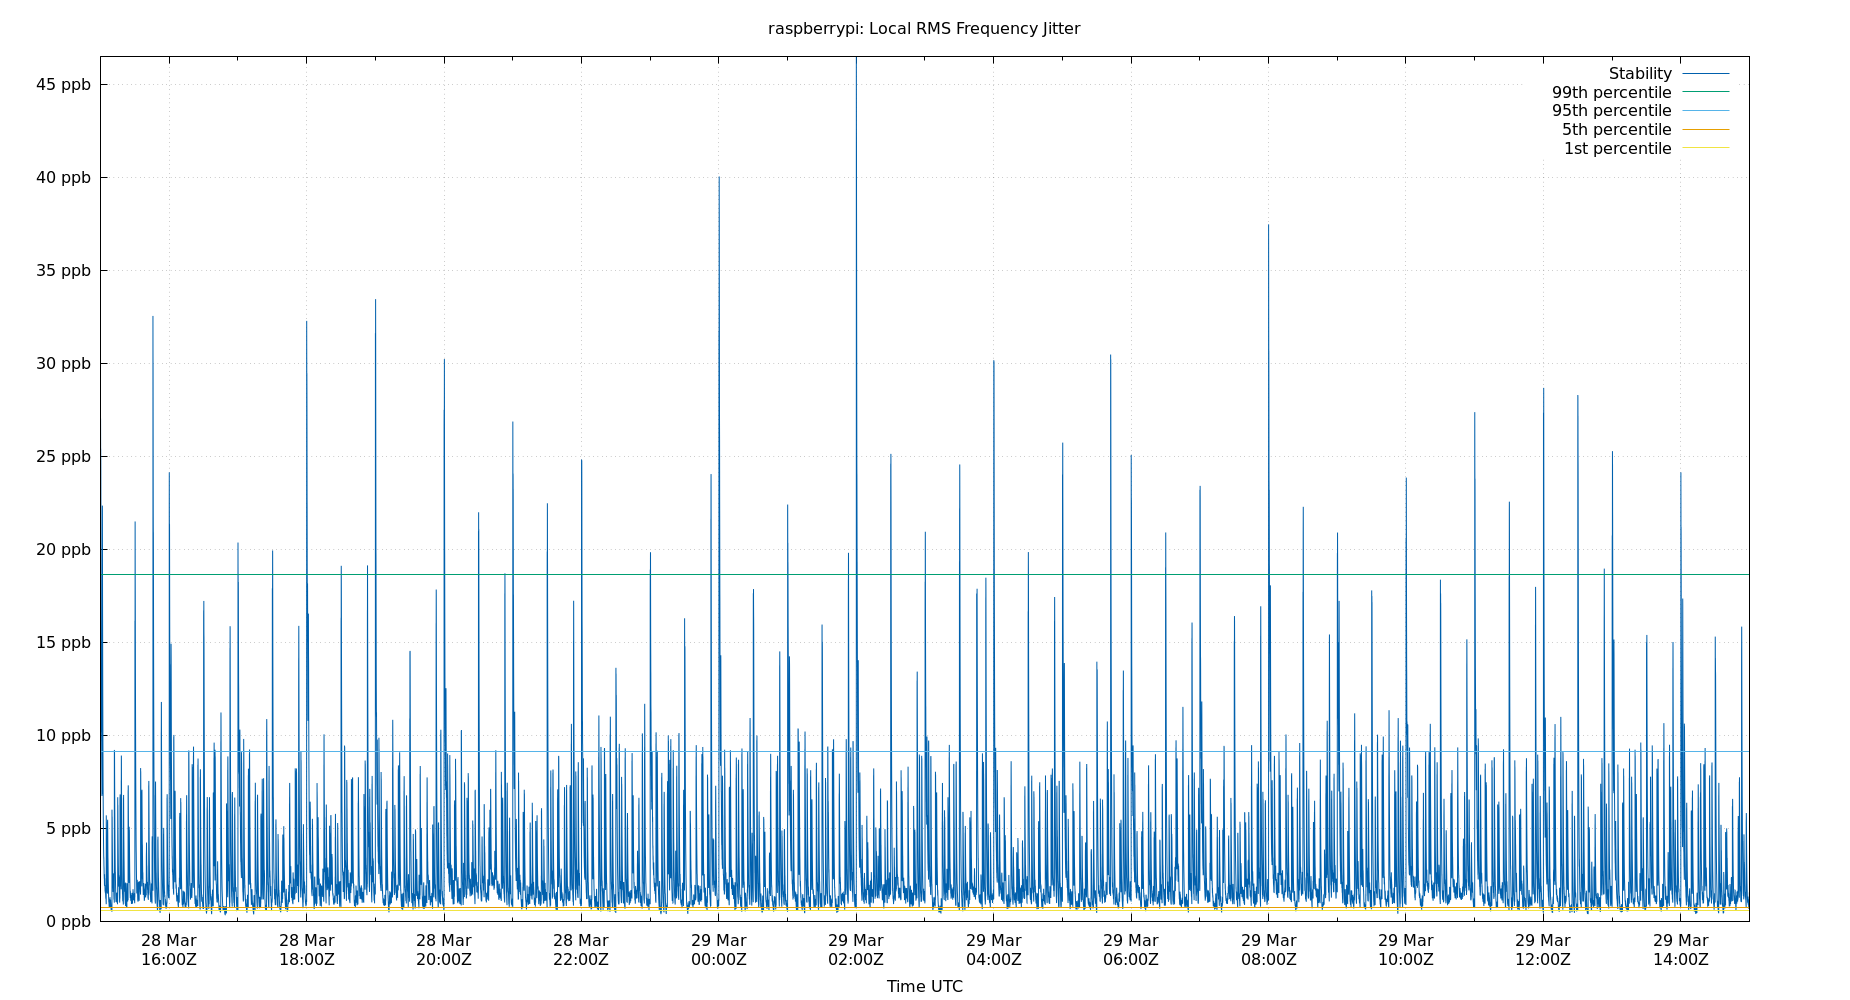 raspberrypi: Local RMS Frequency Jitter
45 ppb
40 ppb
35 ppb
30 ppb
25 ppb
20 ppb
15 ppb
10 ppb
5 ppb
0 ppb
Stability
99th percentile
95th percentile
5th percentile
1st percentile
28 Mar 28 Mar 28 Mar 28 Mar 29 Mar 29 Mar 29 Mar 29 Mar 29 Mar 29 Mar 29 Mar 29 Mar
16:00Z 18:00Z 20:00Z 22:00Z 00:00Z 02:00Z 04:00Z 06:00Z 08:00Z 10:00Z 12:00Z 14:00Z
Time UTC